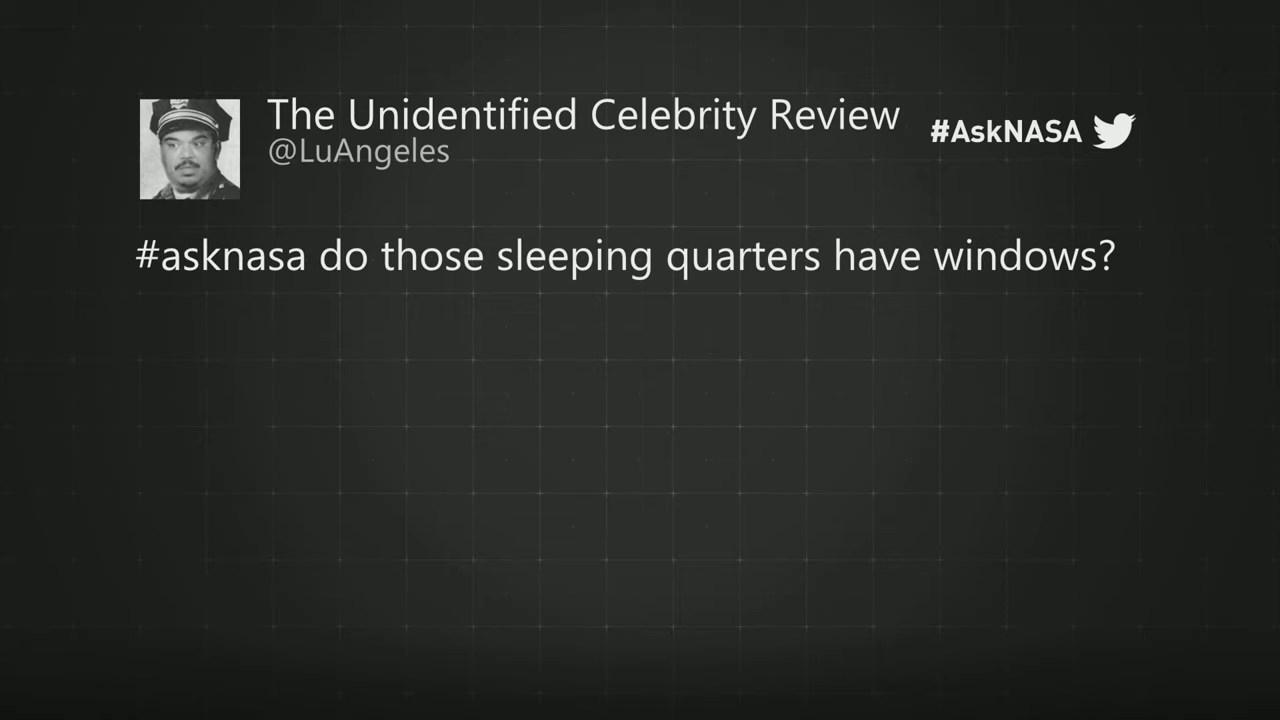 The Unidentified Celebrity Review
@LuAngeles
#AskNASA
#asknasa do those sleeping quarters have windows?